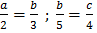 a/2 = b/3 ; b/5 = c/4